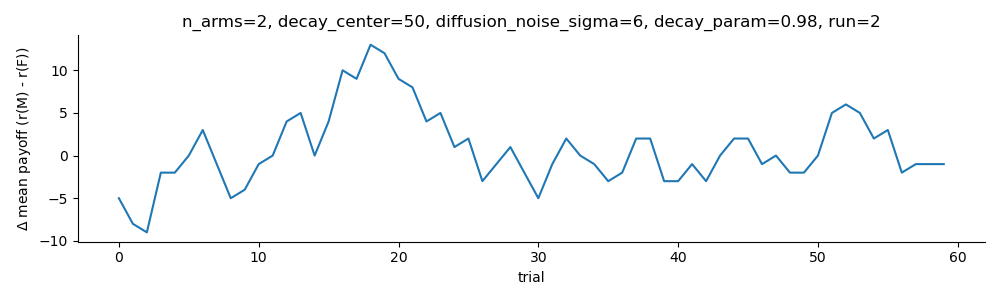 n_arms=2, decay_center=50, diffusion_noise_sigma=6, decay_param=0.98, run=2
Δ mean payoff (r(M) - r(F))
10
5
0
−5
−10
0 10 20 30 40 50 60
trial